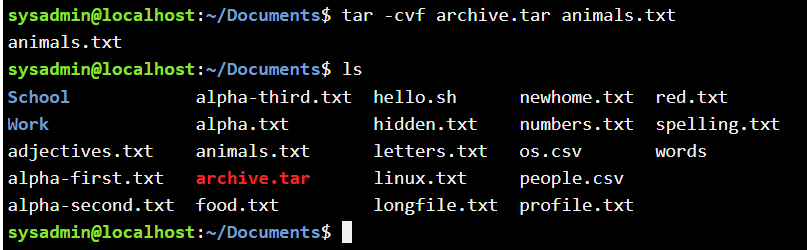 sysadmin@localhost:~/Documents$ tar -cvf archive.tar animals.txt
animals.txt
sysadmin@localhost:~/Documents$ ls
School           alpha-third.txt  hello.sh     newhome.txt  red.txt
Work             alpha.txt        hidden.txt   numbers.txt  spelling.txt
adjectives.txt   animals.txt      letters.txt  os.csv       words
alpha-first.txt  archive.tar      linux.txt    people.csv
alpha-second.txt food.txt         longfile.txt profile.txt
sysadmin@localhost:~/Documents$